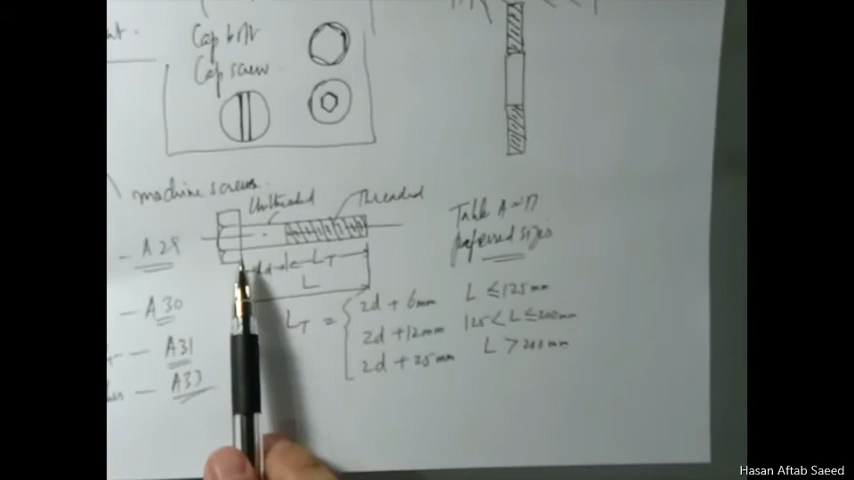 Cap bolt
Cap screw
machine screws.
Unthreaded
Threaded
Table A-17
preferred sizes
- A29
LT
L
- A30
LT = 2d + 6mm L ≤ 125mm
2d + 12mm 125 < L ≤ 200mm
2d + 25mm L > 200mm
- A31
- A33
Hasan Aftab Saeed